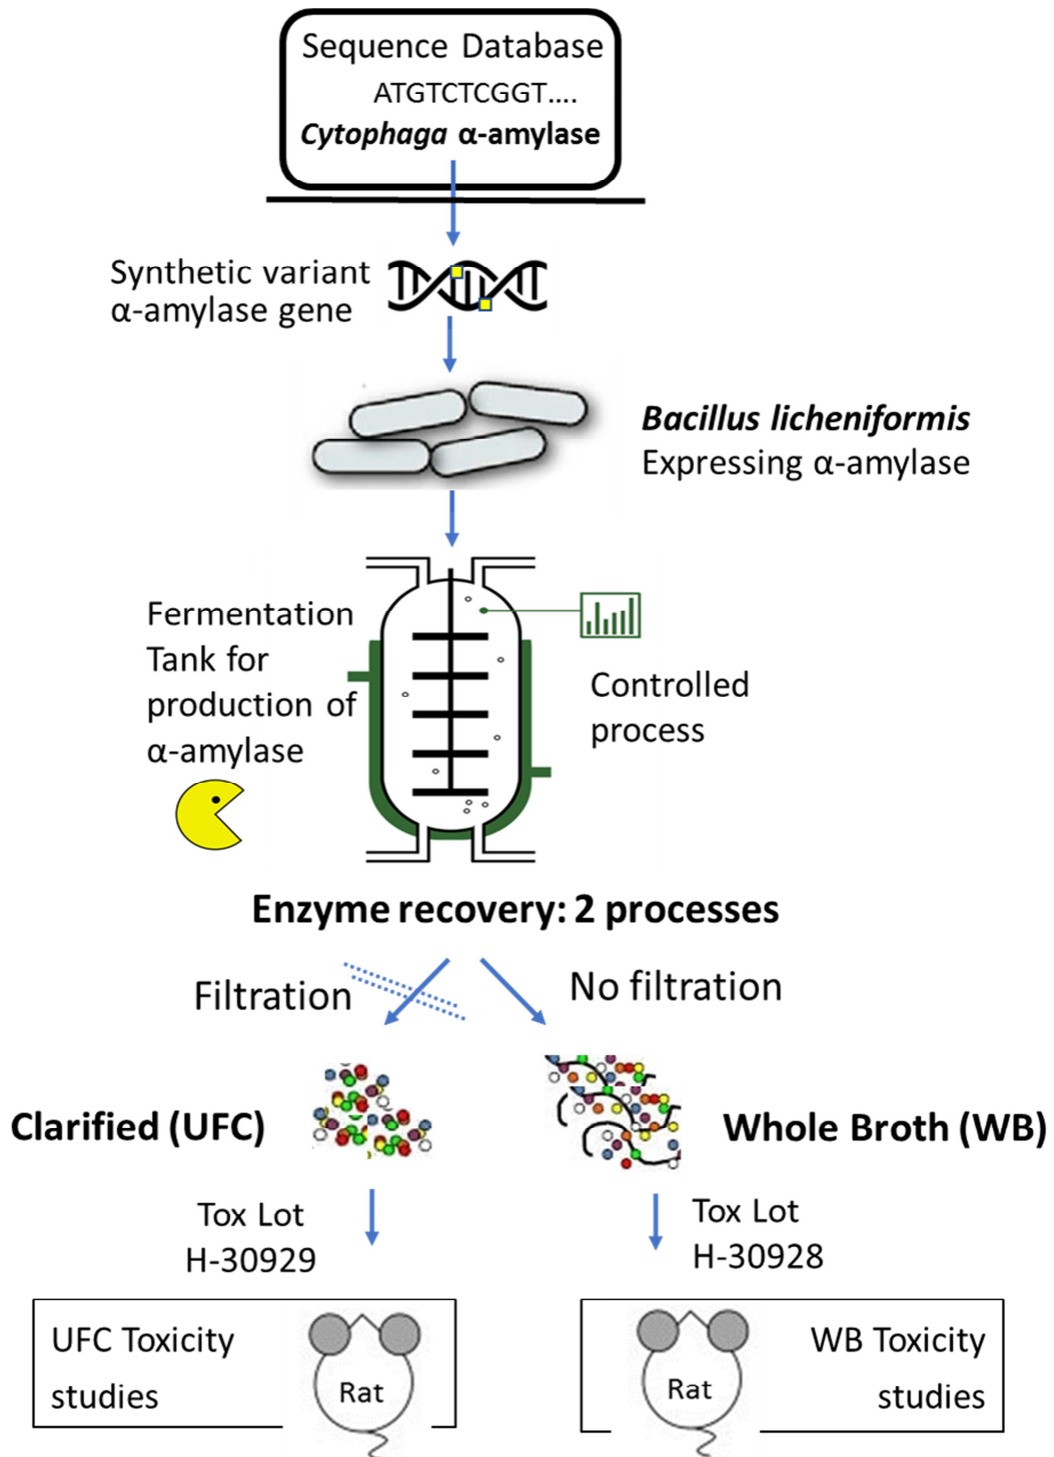 Sequence Database
ATGTCTCGGT....
Cytophaga α-amylase
Synthetic variant
α-amylase gene
Bacillus licheniformis
Expressing α-amylase
Fermentation
Tank for
production of
α-amylase
Controlled
process
Enzyme recovery: 2 processes
Filtration
No filtration
Clarified (UFC)
Whole Broth (WB)
Tox Lot
H-30929
Tox Lot
H-30928
UFC Toxicity
studies
Rat
Rat
WB Toxicity
studies